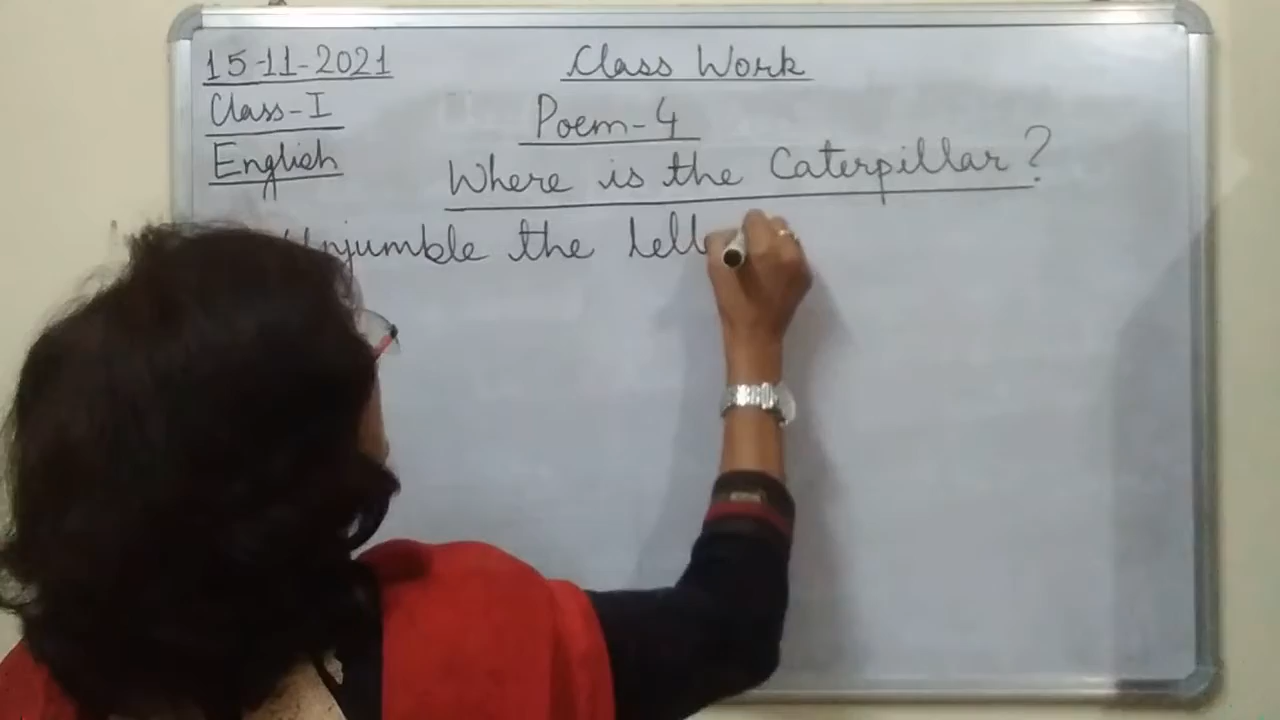 15-11-2021
Class Work
Class-I
Poem-4
English
Where is the Caterpillar?
Unjumble the